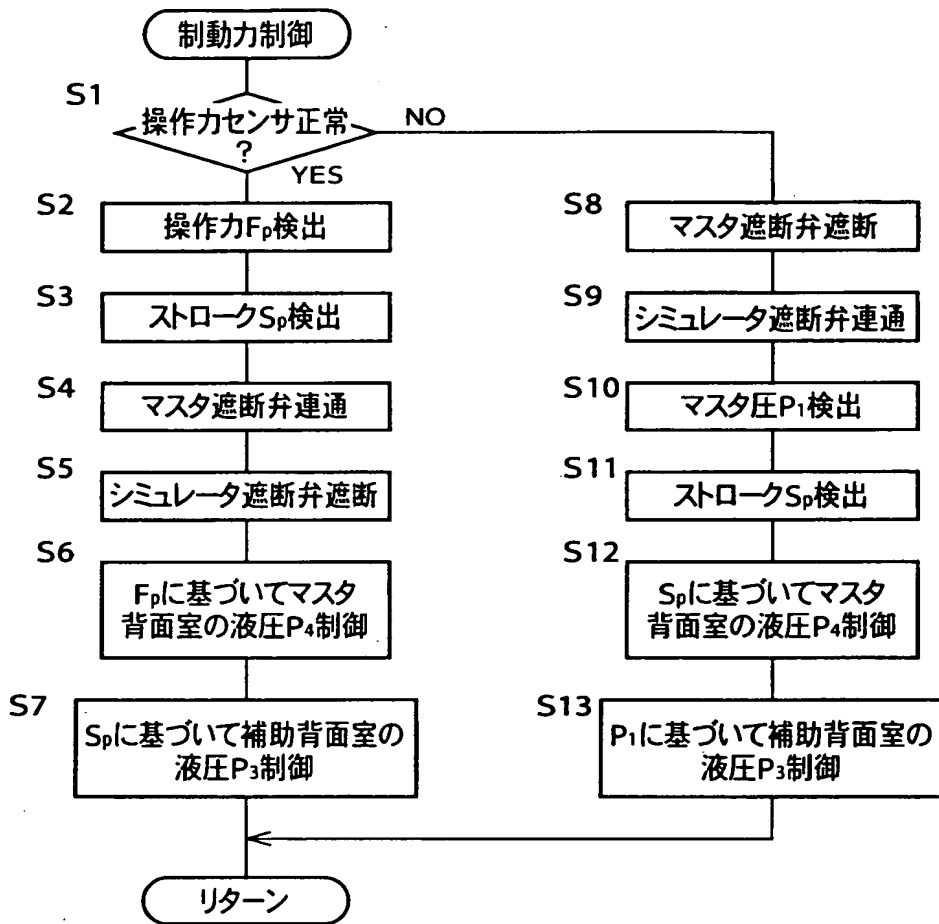 制動力制御
S1
操作力センサ正常
?
NO
YES
S2
操作力Fp検出
S3
ストロークSp検出
S4
マスタ遮断弁連通
S5
シミュレータ遮断弁遮断
S6
Fpに基づいてマスタ
背面室の液圧P4制御
S7
Spに基づいて補助背面室の
液圧P3制御
S8
マスタ遮断弁遮断
S9
シミュレータ遮断弁連通
S10
マスタ圧P1検出
S11
ストロークSp検出
S12
Spに基づいてマスタ
背面室の液圧P4制御
S13
P1に基づいて補助背面室の
液圧P3制御
リターン